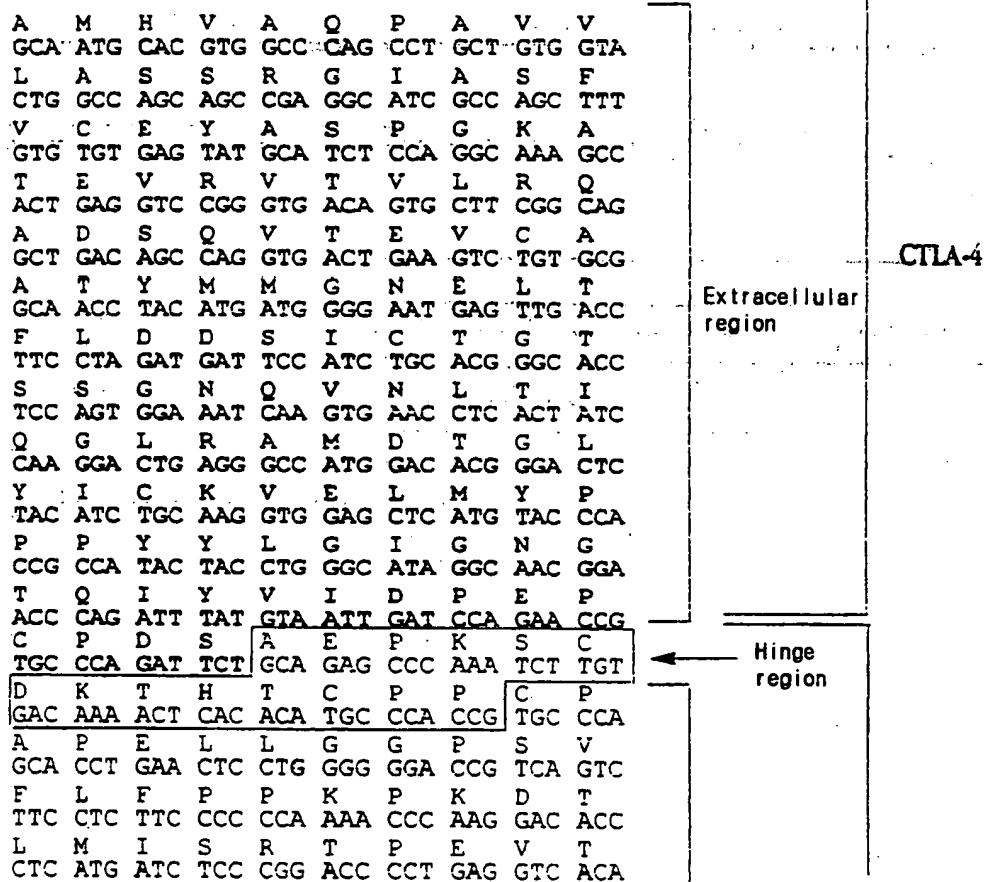 A M H V A Q P A V V
GCA ATG CAC GTG GCC CAG CCT GCT GTG GTA
L A S S R G I A S F
CTG GCC AGC AGC CGA GGC ATC GCC AGC TTT
V C E Y A S P G K A
GTG TGT GAG TAT GCA TCT CCA GGC AAA GCC
T E V R V T V L R Q
ACT GAG GTC CGG GTG ACA GTG CTT CGG CAG
A D S Q V T E V C A
GCT GAC AGC CAG GTG ACT GAA GTC TGT GCG
A T Y M M G N E L T
GCA ACC TAC ATG ATG GGG AAT GAG TTG ACC
F L D D S I C T G T
TTC CTA GAT GAT TCC ATC TGC ACG GGC ACC
S S G N Q V N L T I
TCC AGT GGA AAT CAA GTG AAC CTC ACT ATC
Q G L R A M D T G L
CAA GGA CTG AGG GCC ATG GAC ACG GGA CTC
Y I C K V E L M Y P
TAC ATC TGC AAG GTG GAG CTC ATG TAC CCA
P P Y Y L G I G N G
CCG CCA TAC TAC CTG GGC ATA GGC AAC GGA
T Q I Y V I D P E P
ACC CAG ATT TAT GTA ATT GAT CCA GAA CCG
C P D S A E P K S C
TGC CCA GAT TCT GCA GAG CCC AAA TCT TGT
D K T H T C P P C P
GAC AAA ACT CAC ACA TGC CCA CCG TGC CCA
A P E L L G G P S V
GCA CCT GAA CTC CTG GGG GGA CCG TCA GTC
F L F P P K P K D T
TTC CTC TTC CCC CCA AAA CCC AAG GAC ACC
L M I S R T P E V T
CTC ATG ATC TCC CGG ACC CCT GAG GTC ACA
Extracellular
region
CTLA-4
Hinge
region